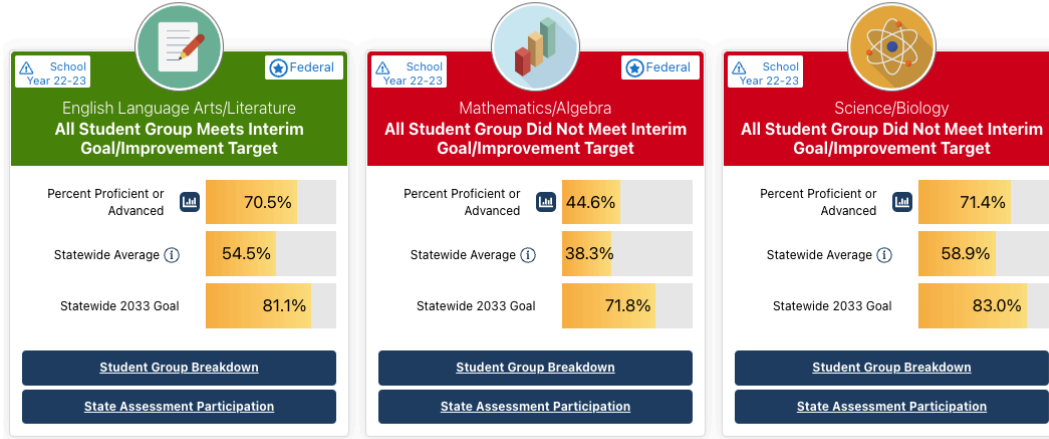 School
Year 22-23
Federal
English Language Arts/Literature
All Student Group Meets Interim
Goal/Improvement Target
Percent Proficient or
Advanced
70.5%
Statewide Average
54.5%
Statewide 2033 Goal
81.1%
Student Group Breakdown
State Assessment Participation
School
Year 22-23
Federal
Mathematics/Algebra
All Student Group Did Not Meet Interim
Goal/Improvement Target
Percent Proficient or
Advanced
44.6%
Statewide Average
38.3%
Statewide 2033 Goal
71.8%
Student Group Breakdown
State Assessment Participation
School
Year 22-23
Science/Biology
All Student Group Did Not Meet Interim
Goal/Improvement Target
Percent Proficient or
Advanced
71.4%
Statewide Average
58.9%
Statewide 2033 Goal
83.0%
Student Group Breakdown
State Assessment Participation